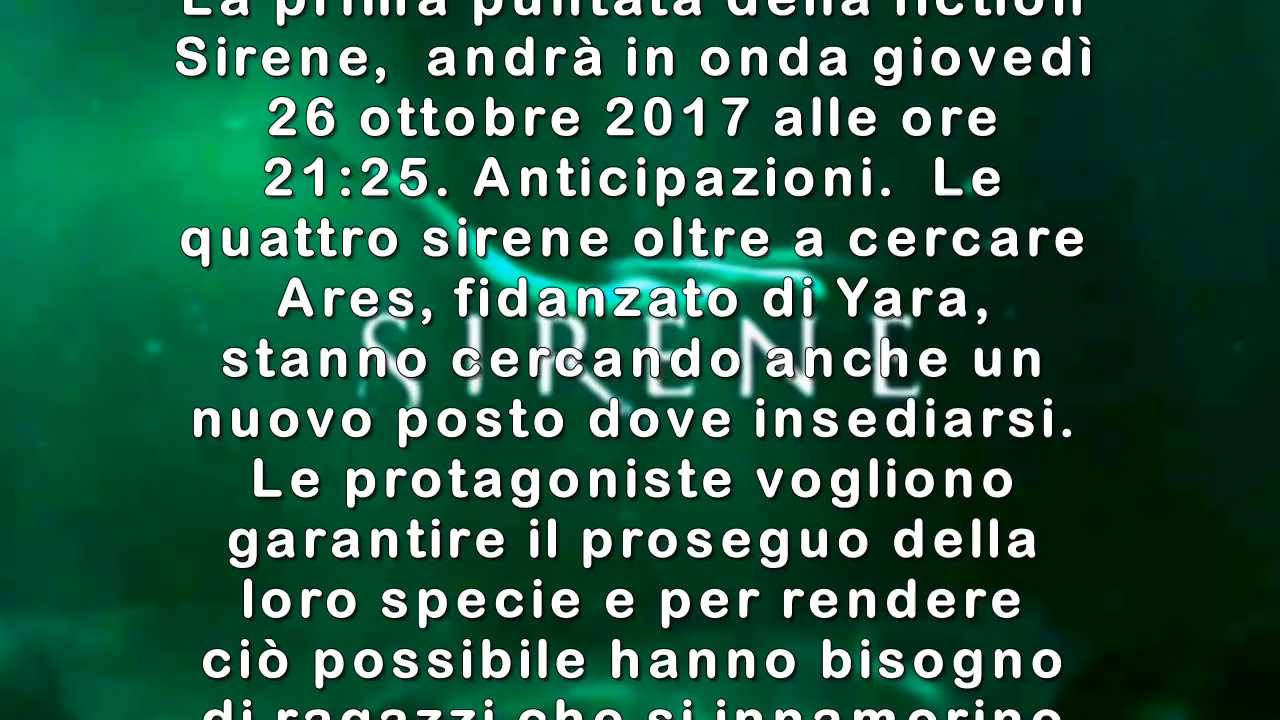 La prima puntata della fiction
Sirene, andrà in onda giovedì
26 ottobre 2017 alle ore
21:25. Anticipazioni. Le
quattro sirene oltre a cercare
Ares, fidanzato di Yara,
SIRENE
stanno cercando anche un
nuovo posto dove insediarsi.
Le protagoniste vogliono
garantire il proseguo della
loro specie e per rendere
ciò possibile hanno bisogno
di ragazzi che si innamorino